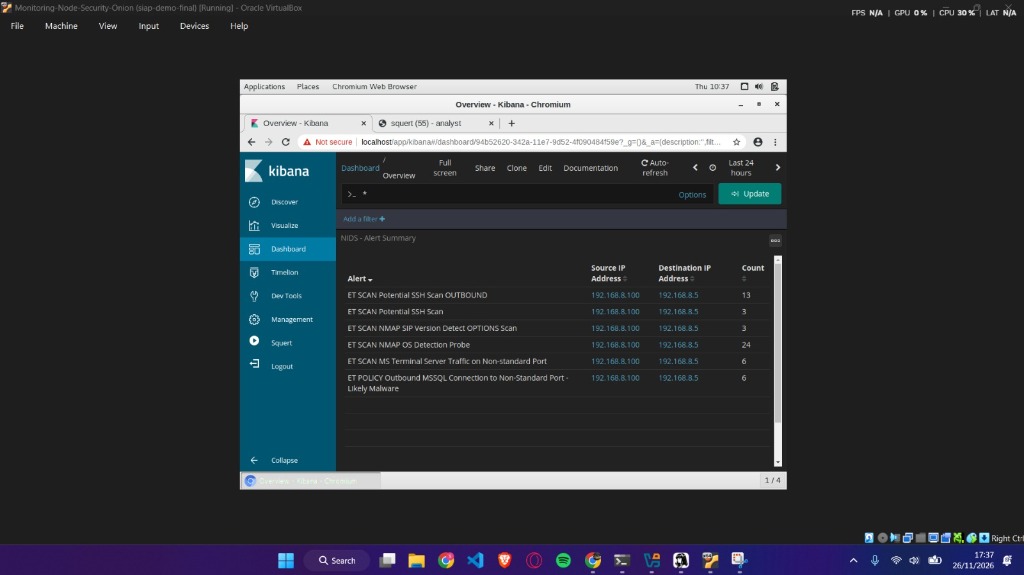 Monitoring-Node-Security-Onion (siap-demo-final) [Running] - Oracle VirtualBox
FPS N/A | GPU 0 % | CPU 30 % | LAT N/A
File Machine View Input Devices Help
Applications Places Chromium Web Browser Thu 10:37
Overview - Kibana - Chromium
Overview - Kibana × squert (55) - analyst × +
Not secure | localhost/app/kibana#/dashboard/94b52620-342a-11e7-9d52-4f090484f59e?_g=()&_a=(description:'',filt...
kibana
Discover
Visualize
Dashboard
Timelion
Dev Tools
Management
Squert
Logout
Collapse
Dashboard / Overview Full screen Share Clone Edit Documentation Auto-refresh Last 24 hours
>_ * Options Update
Add a filter +
NIDS - Alert Summary
Alert Source IP Address Destination IP Address Count
ET SCAN Potential SSH Scan OUTBOUND 192.168.8.100 192.168.8.5 13
ET SCAN Potential SSH Scan 192.168.8.100 192.168.8.5 3
ET SCAN NMAP SIP Version Detect OPTIONS Scan 192.168.8.100 192.168.8.5 3
ET SCAN NMAP OS Detection Probe 192.168.8.100 192.168.8.5 24
ET SCAN MS Terminal Server Traffic on Non-standard Port 192.168.8.100 192.168.8.5 6
ET POLICY Outbound MSSQL Connection to Non-Standard Port - 192.168.8.100 192.168.8.5 6
Likely Malware
Overview - Kibana - Chromium 1 / 4
Right Ctrl
Search
17:37
26/11/2026